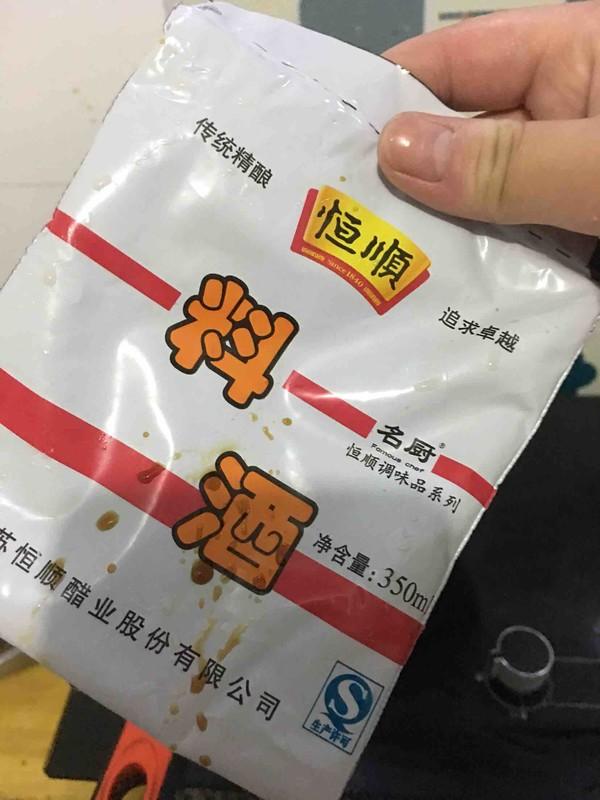 传统精酿
恒顺
Since 1840
追求卓越
料
酒
名厨®
Famous chef
恒顺调味品系列
净含量:350ml
苏恒顺醋业股份有限公司
S
生产许可